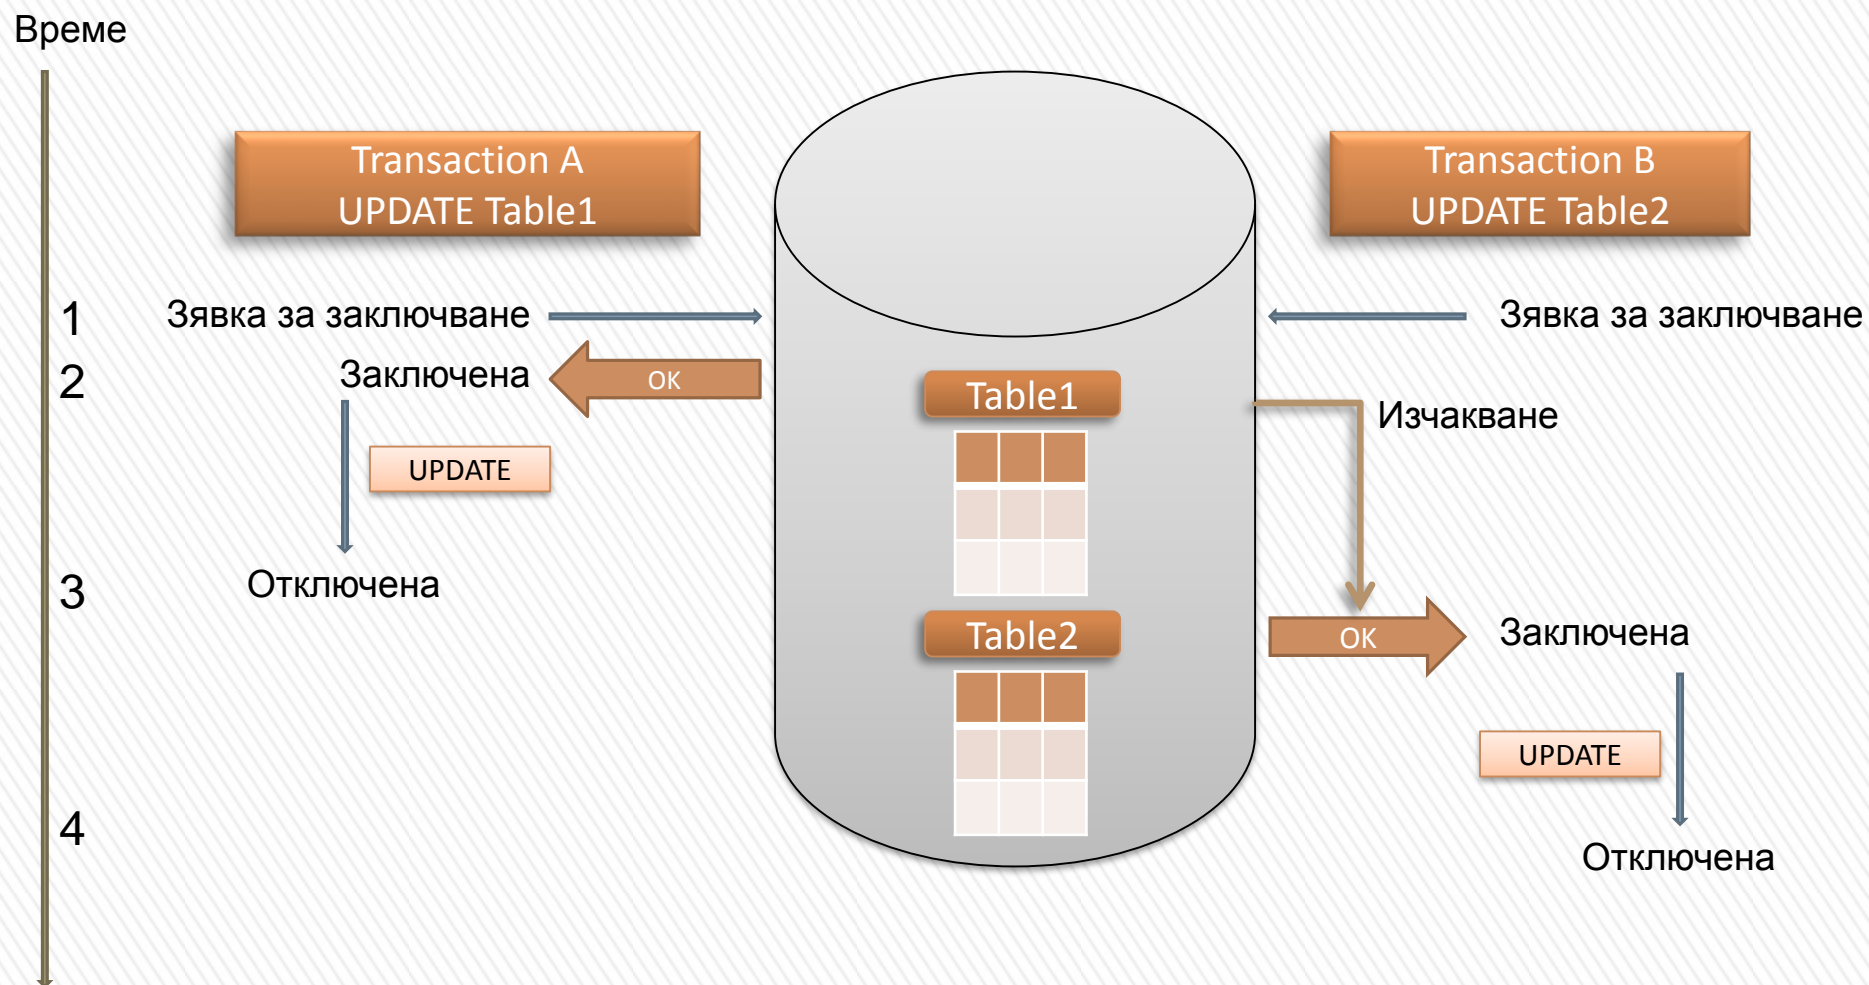 Време
Transaction A
UPDATE Table1
Transaction B
UPDATE Table2
1
Зявка за заключване
Зявка за заключване
2
Заключена
OK
Table1
Изчакване
UPDATE
3
Отключена
Table2
OK
Заключена
UPDATE
4
Отключена